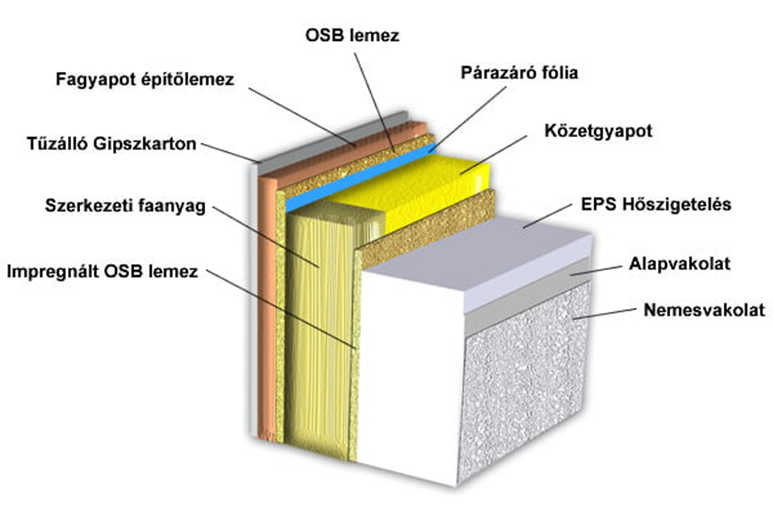 OSB lemez
Fagyapot építőlemez
Párazáró fólia
Tűzálló Gipszkarton
Kőzetgyapot
Szerkezeti faanyag
EPS Hőszigetelés
Impregnált OSB lemez
Alapvakolat
Nemesvakolat